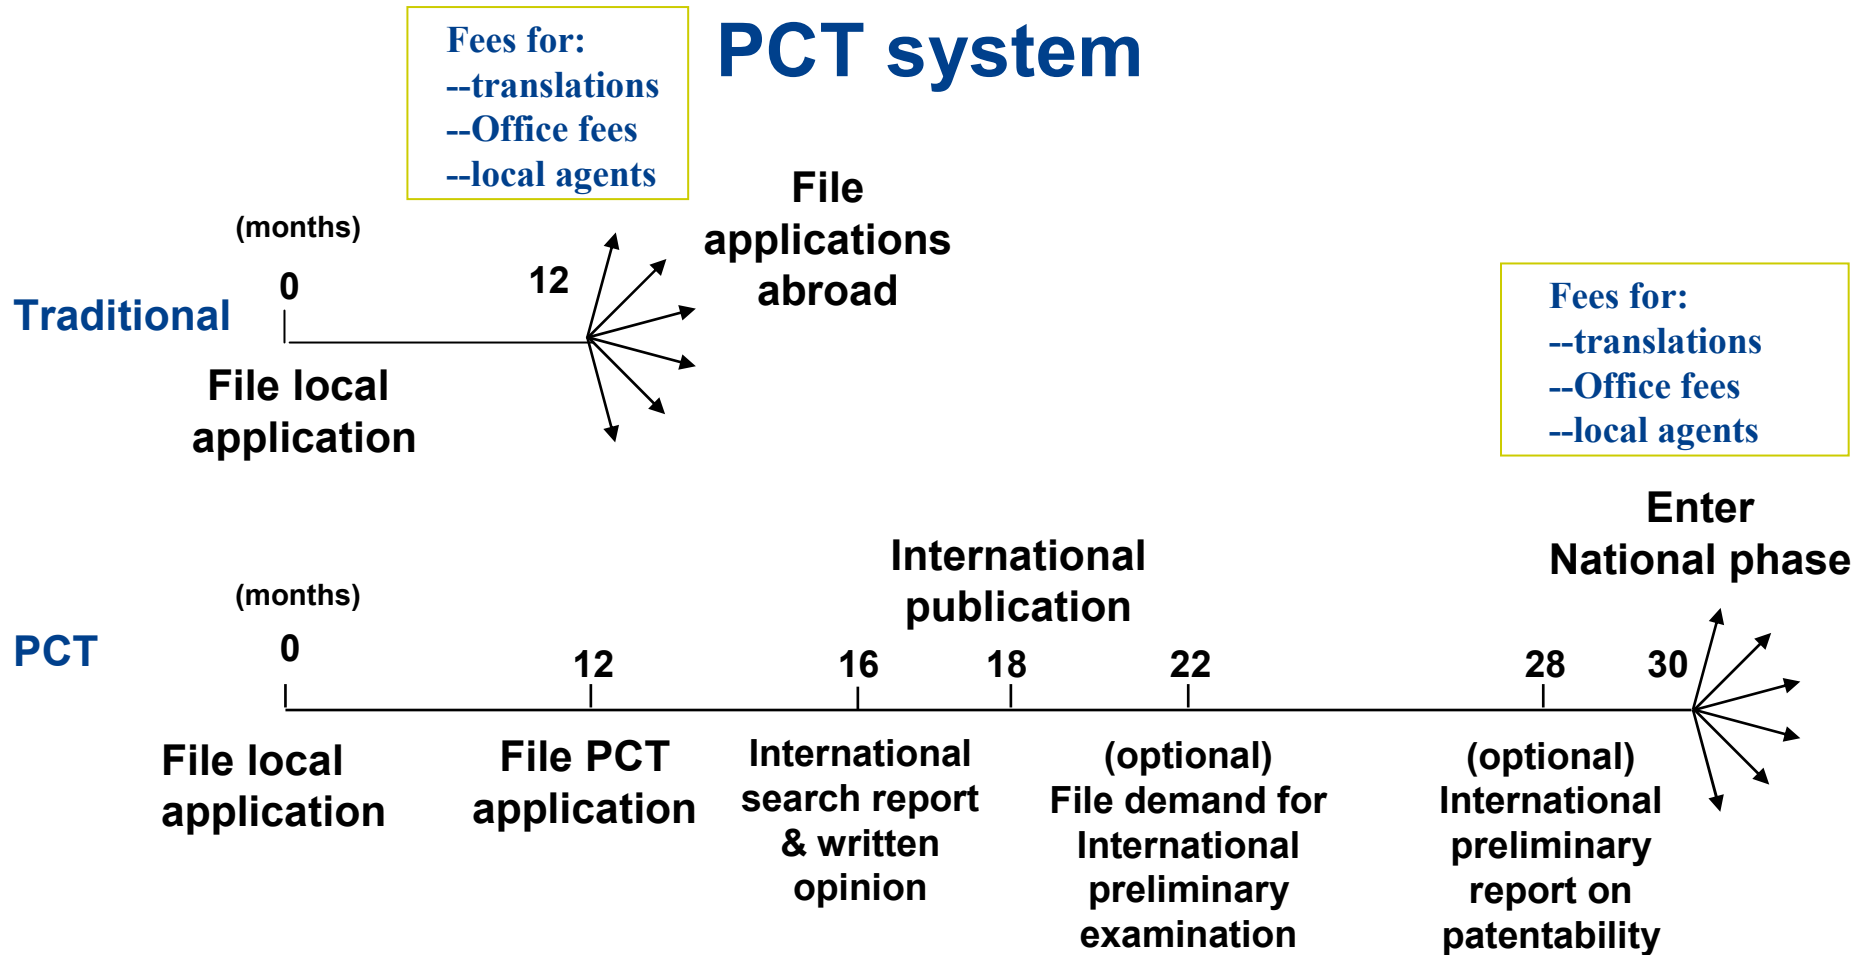 PCT system
Fees for:
--translations
--Office fees
--local agents
File
applications
abroad
(months)
0
12
Traditional
File local
application
Fees for:
--translations
--Office fees
--local agents
Enter
National phase
International
publication
(months)
PCT
0
12
16
18
22
28
30
File local
application
File PCT
application
International
search report
& written
opinion
(optional)
File demand for
International
preliminary
examination
(optional)
International
preliminary
report on
patentability